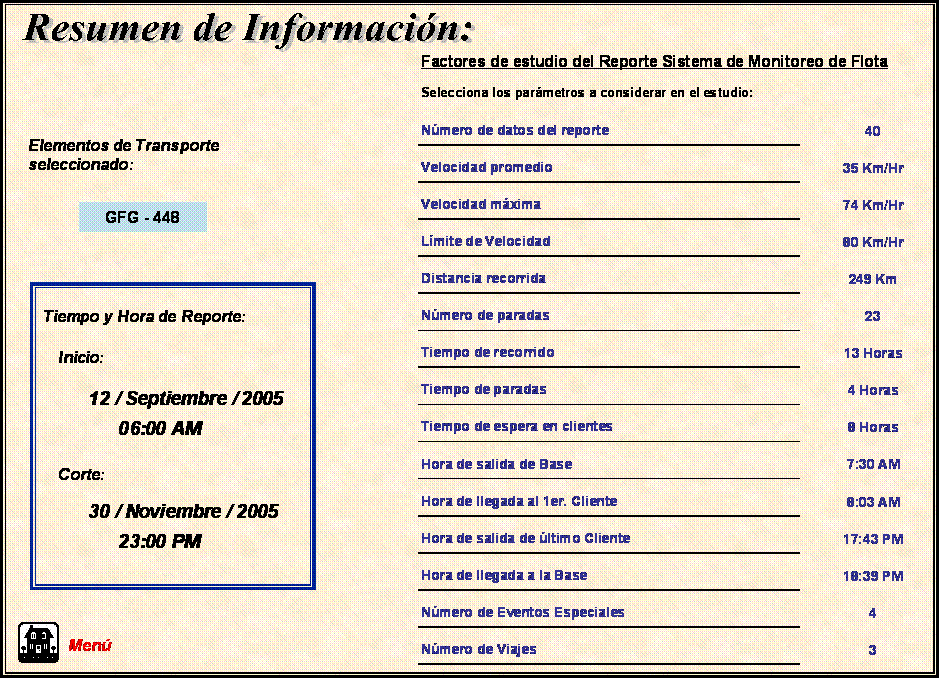 Resumen de Información:
Factores de estudio del Reporte Sistema de Monitoreo de Flota
Selecciona los parámetros a considerar en el estudio:
Elementos de Transporte
seleccionado:
GFG - 448
Tiempo y Hora de Reporte:
Inicio:
12 / Septiembre / 2005
06:00 AM
Corte:
30 / Noviembre / 2005
23:00 PM
Menú
Número de datos del reporte 40
Velocidad promedio 35 Km/Hr
Velocidad máxima 74 Km/Hr
Límite de Velocidad 80 Km/Hr
Distancia recorrida 249 Km
Número de paradas 23
Tiempo de recorrido 13 Horas
Tiempo de paradas 4 Horas
Tiempo de espera en clientes 8 Horas
Hora de salida de Base 7:30 AM
Hora de llegada al 1er. Cliente 8:03 AM
Hora de salida de último Cliente 17:43 PM
Hora de llegada a la Base 18:39 PM
Número de Eventos Especiales 4
Número de Viajes 3